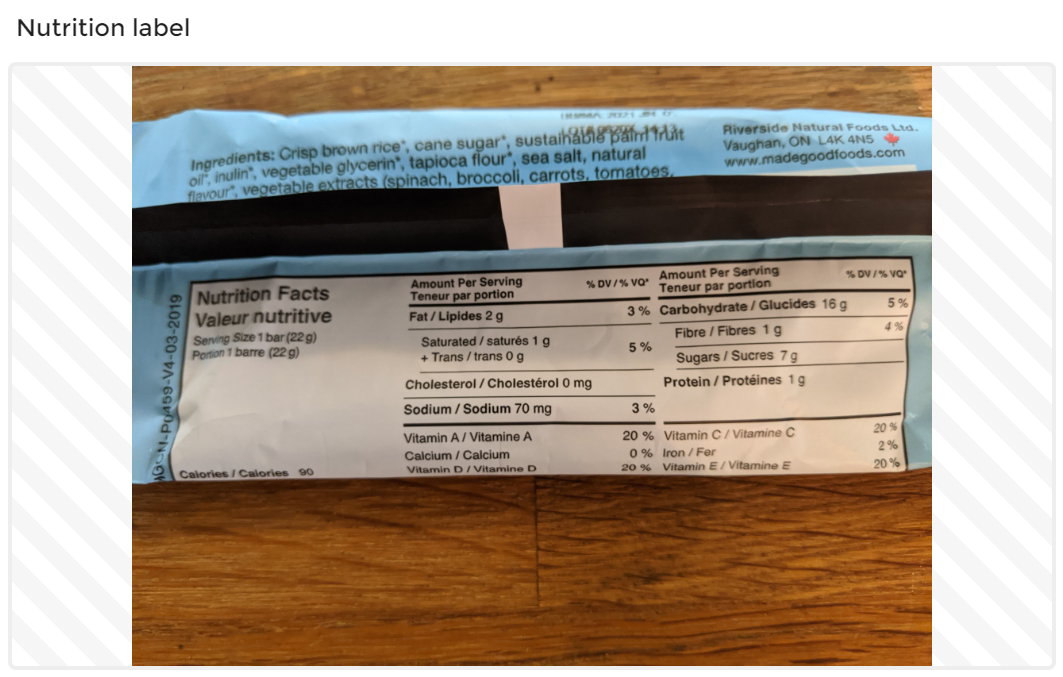 Nutrition label
Ingredients: Crisp brown rice*, cane sugar*, sustainable palm fruit
oil*, inulin*, vegetable glycerin*, tapioca flour*, sea salt, natural
flavour*, vegetable extracts (spinach, broccoli, carrots, tomatoes,
Riverside Natural Foods Ltd.
Vaughan, ON L4K 4N5
www.madegoodfoods.com
Nutrition Facts
Valeur nutritive
Serving Size 1 bar (22 g)
Portion 1 barre (22 g)
Calories / Calories 90
Amount Per Serving % DV / % VQ*
Teneur par portion
Fat / Lipides 2 g 3 %
Saturated / saturés 1 g
+ Trans / trans 0 g 5 %
Cholesterol / Cholestérol 0 mg
Sodium / Sodium 70 mg 3 %
Vitamin A / Vitamine A 20 %
Calcium / Calcium 0 %
Vitamin D / Vitamine D 20 %
Amount Per Serving % DV / % VQ*
Teneur par portion
Carbohydrate / Glucides 16 g 5 %
Fibre / Fibres 1 g 4 %
Sugars / Sucres 7 g
Protein / Protéines 1 g
Vitamin C / Vitamine C 20 %
Iron / Fer 2 %
Vitamin E / Vitamine E 20 %